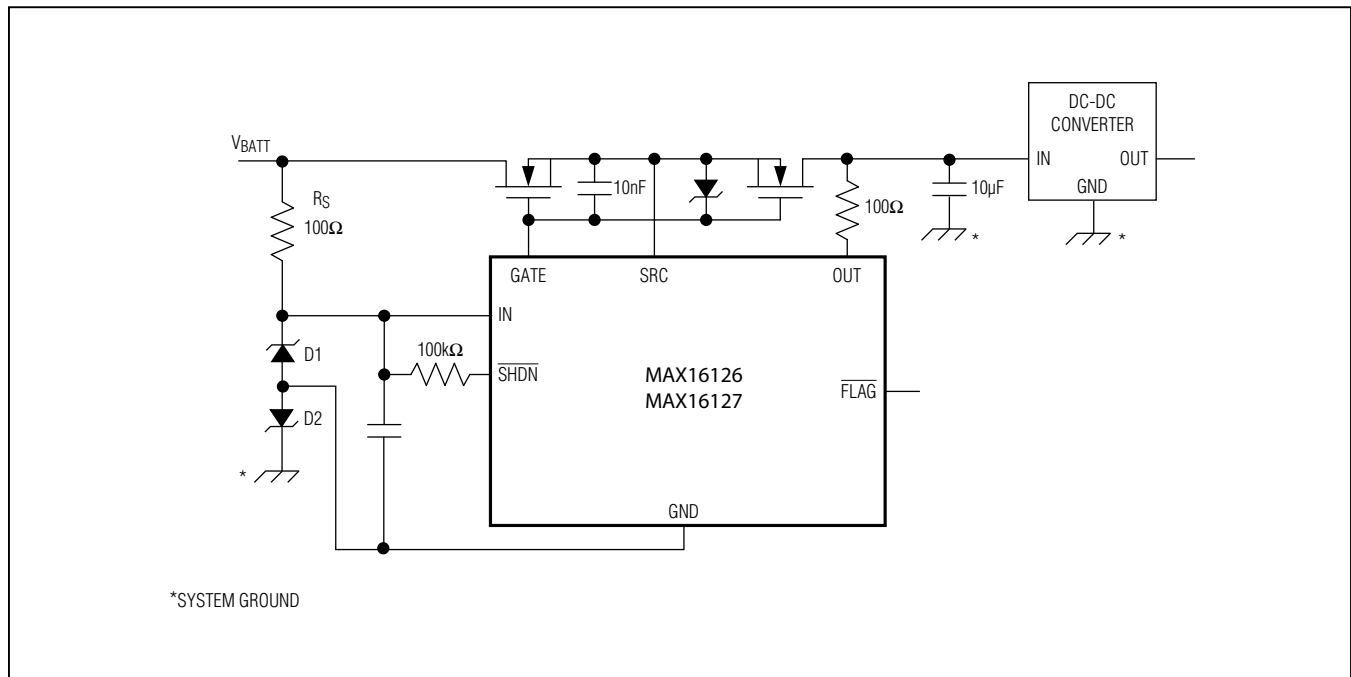 DC-DC
CONVERTER
IN OUT
GND
*
VBATT
RS
100Ω
10nF
100Ω
10µF
*
GATE SRC OUT
IN
D1
100kΩ
SHDN
MAX16126
MAX16127
FLAG
D2
*
GND
*SYSTEM GROUND